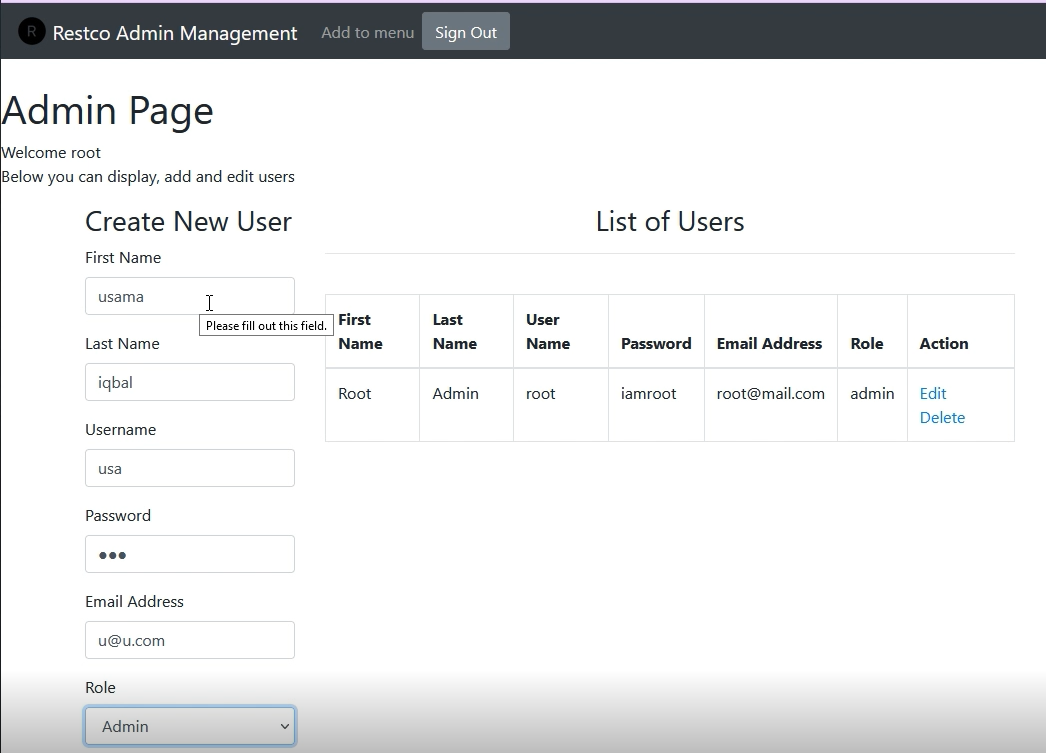 R Restco Admin Management Add to menu Sign Out
Admin Page
Welcome root
Below you can display, add and edit users
Create New User
First Name
usama
Please fill out this field.
Last Name
iqbal
Username
usa
Password
•••
Email Address
u@u.com
Role
Admin
List of Users
First Name Last Name User Name Password Email Address Role Action
Root Admin root iamroot root@mail.com admin Edit
Delete